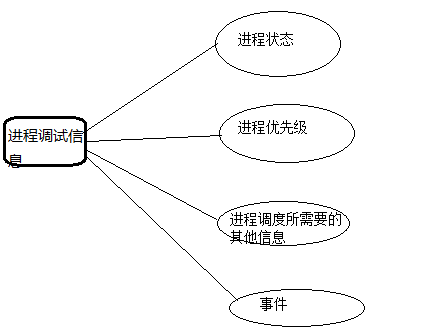 进程调试信
息
进程状态
进程优先级
进程调度所需要的
其他信息
事件